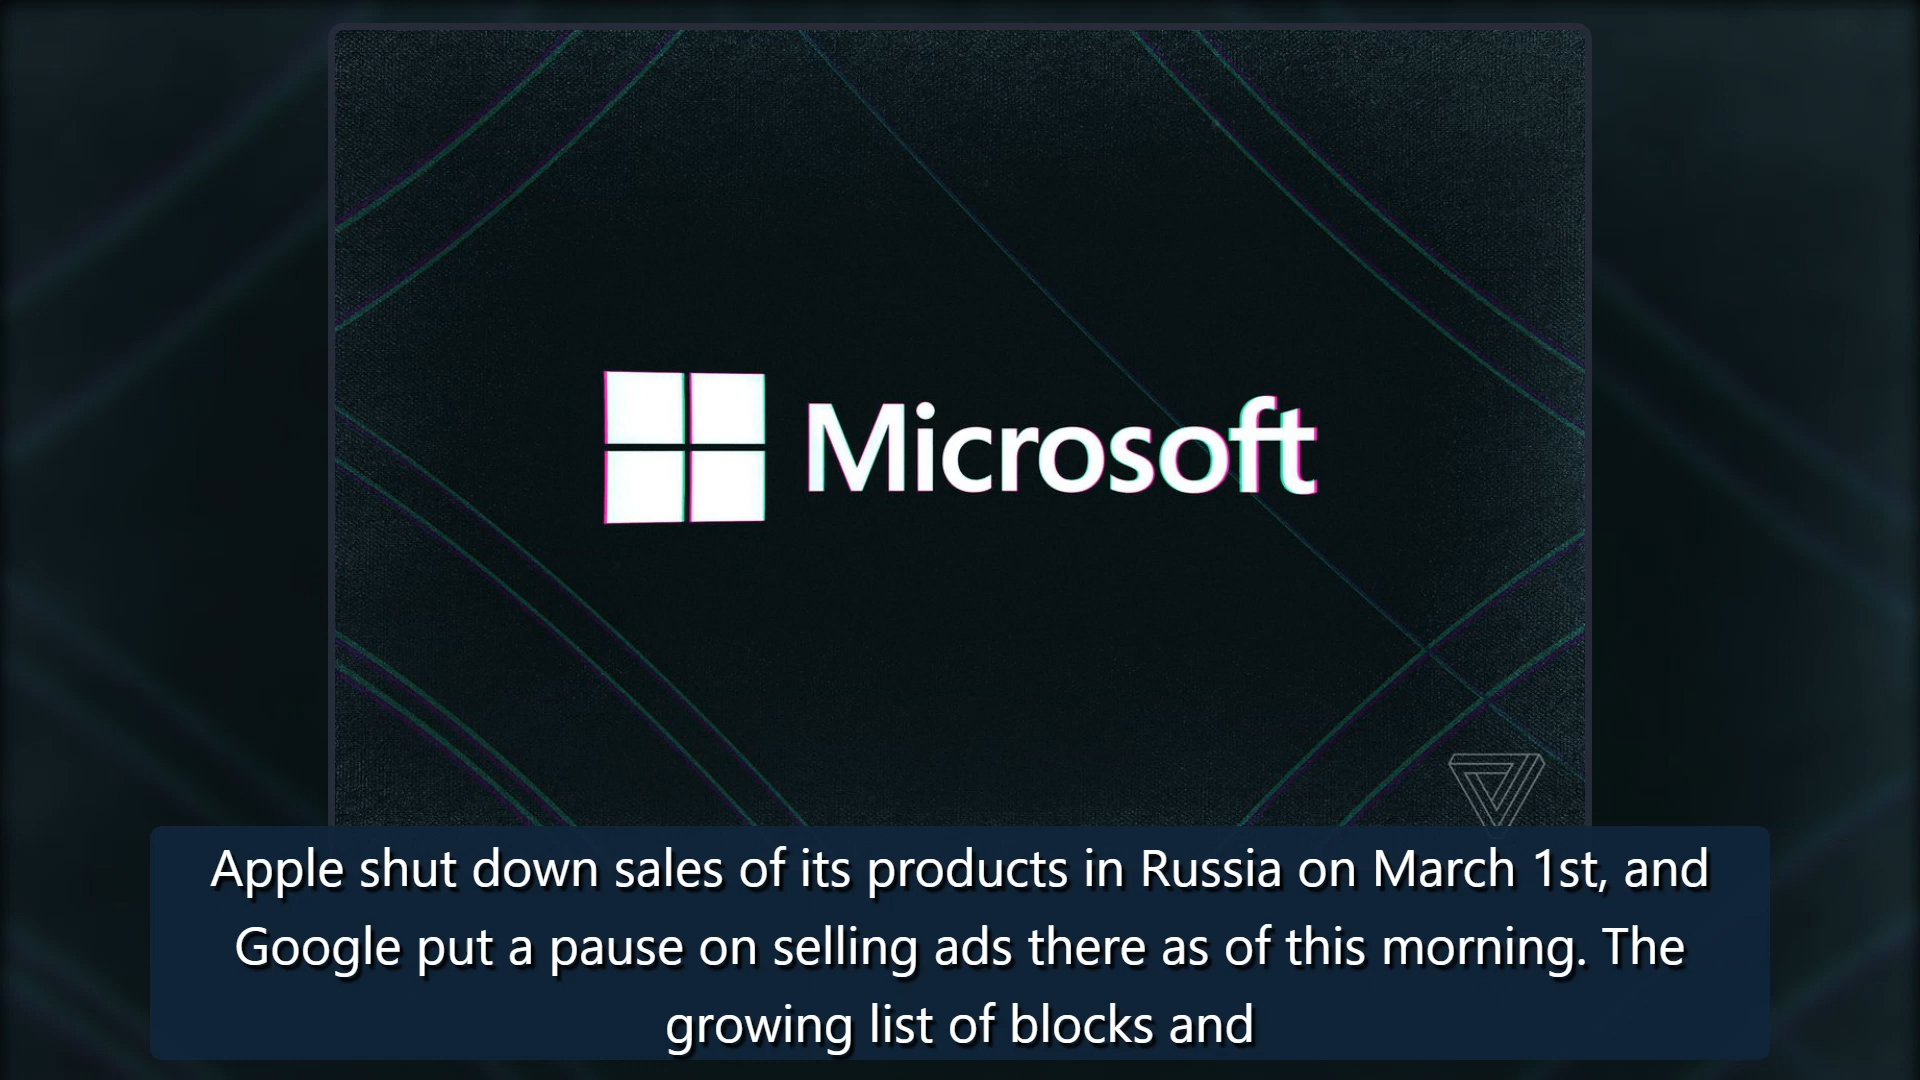 Microsoft
Apple shut down sales of its products in Russia on March 1st, and
Google put a pause on selling ads there as of this morning. The
growing list of blocks and